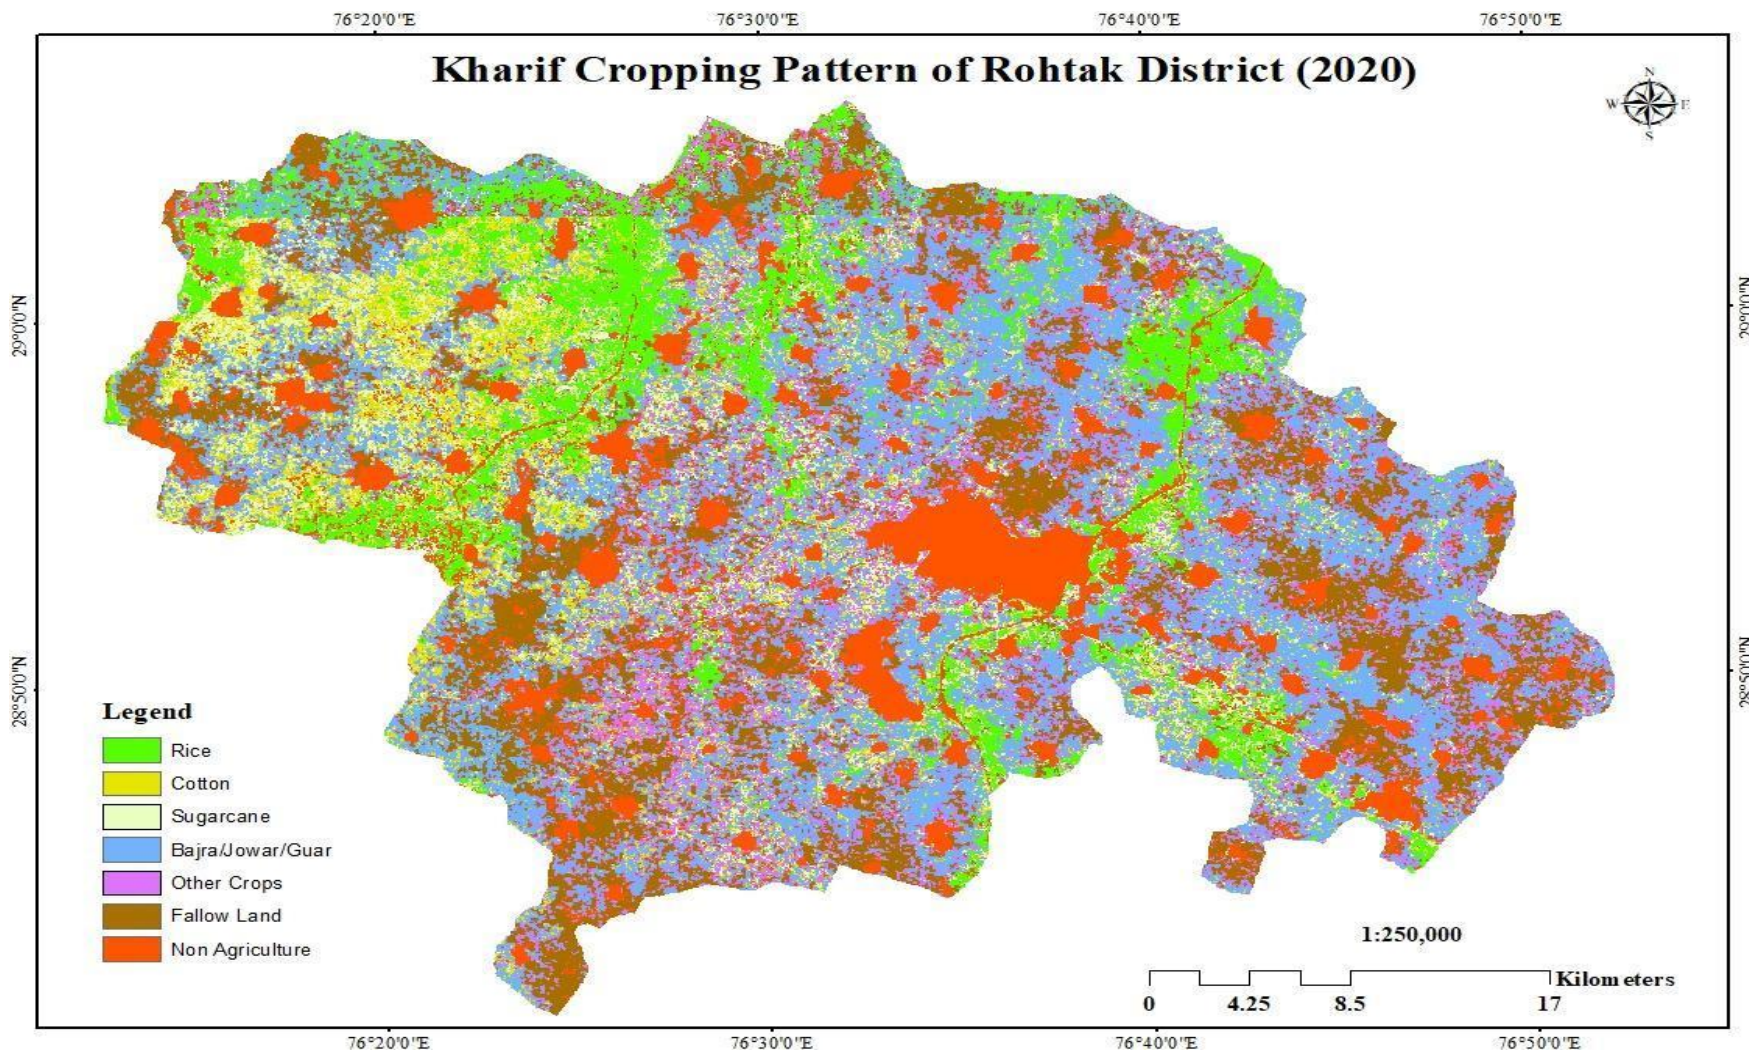 76°20'0"E 76°30'0"E 76°40'0"E 76°50'0"E
Kharif Cropping Pattern of Rohtak District (2020)
N
W E
S
29°0'0"N 29°0'0"N
28°50'0"N 28°50'0"N
Legend
Rice
Cotton
Sugarcane
Bajra/Jowar/Guar
Other Crops
Fallow Land
Non Agriculture
1:250,000
Kilometers
0 4.25 8.5 17
76°20'0"E 76°30'0"E 76°40'0"E 76°50'0"E